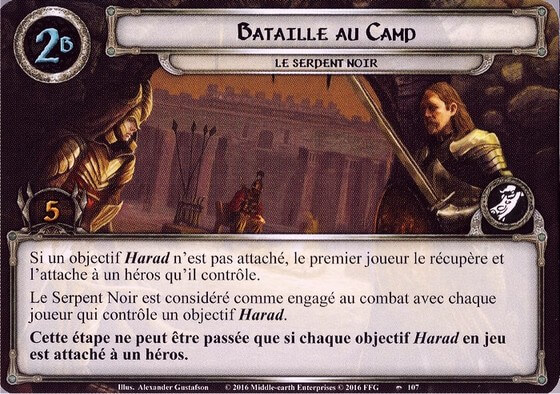 2B
BATAILLE AU CAMP
LE SERPENT NOIR
5
Si un objectif Harad n'est pas attaché, le premier joueur le récupère et
l'attache à un héros qu'il contrôle.
Le Serpent Noir est considéré comme engagé au combat avec chaque
joueur qui contrôle un objectif Harad.
Cette étape ne peut être passée que si chaque objectif Harad en jeu
est attaché à un héros.
Illus. Alexander Gustafson © 2016 Middle-earth Enterprises © 2016 FFG 107